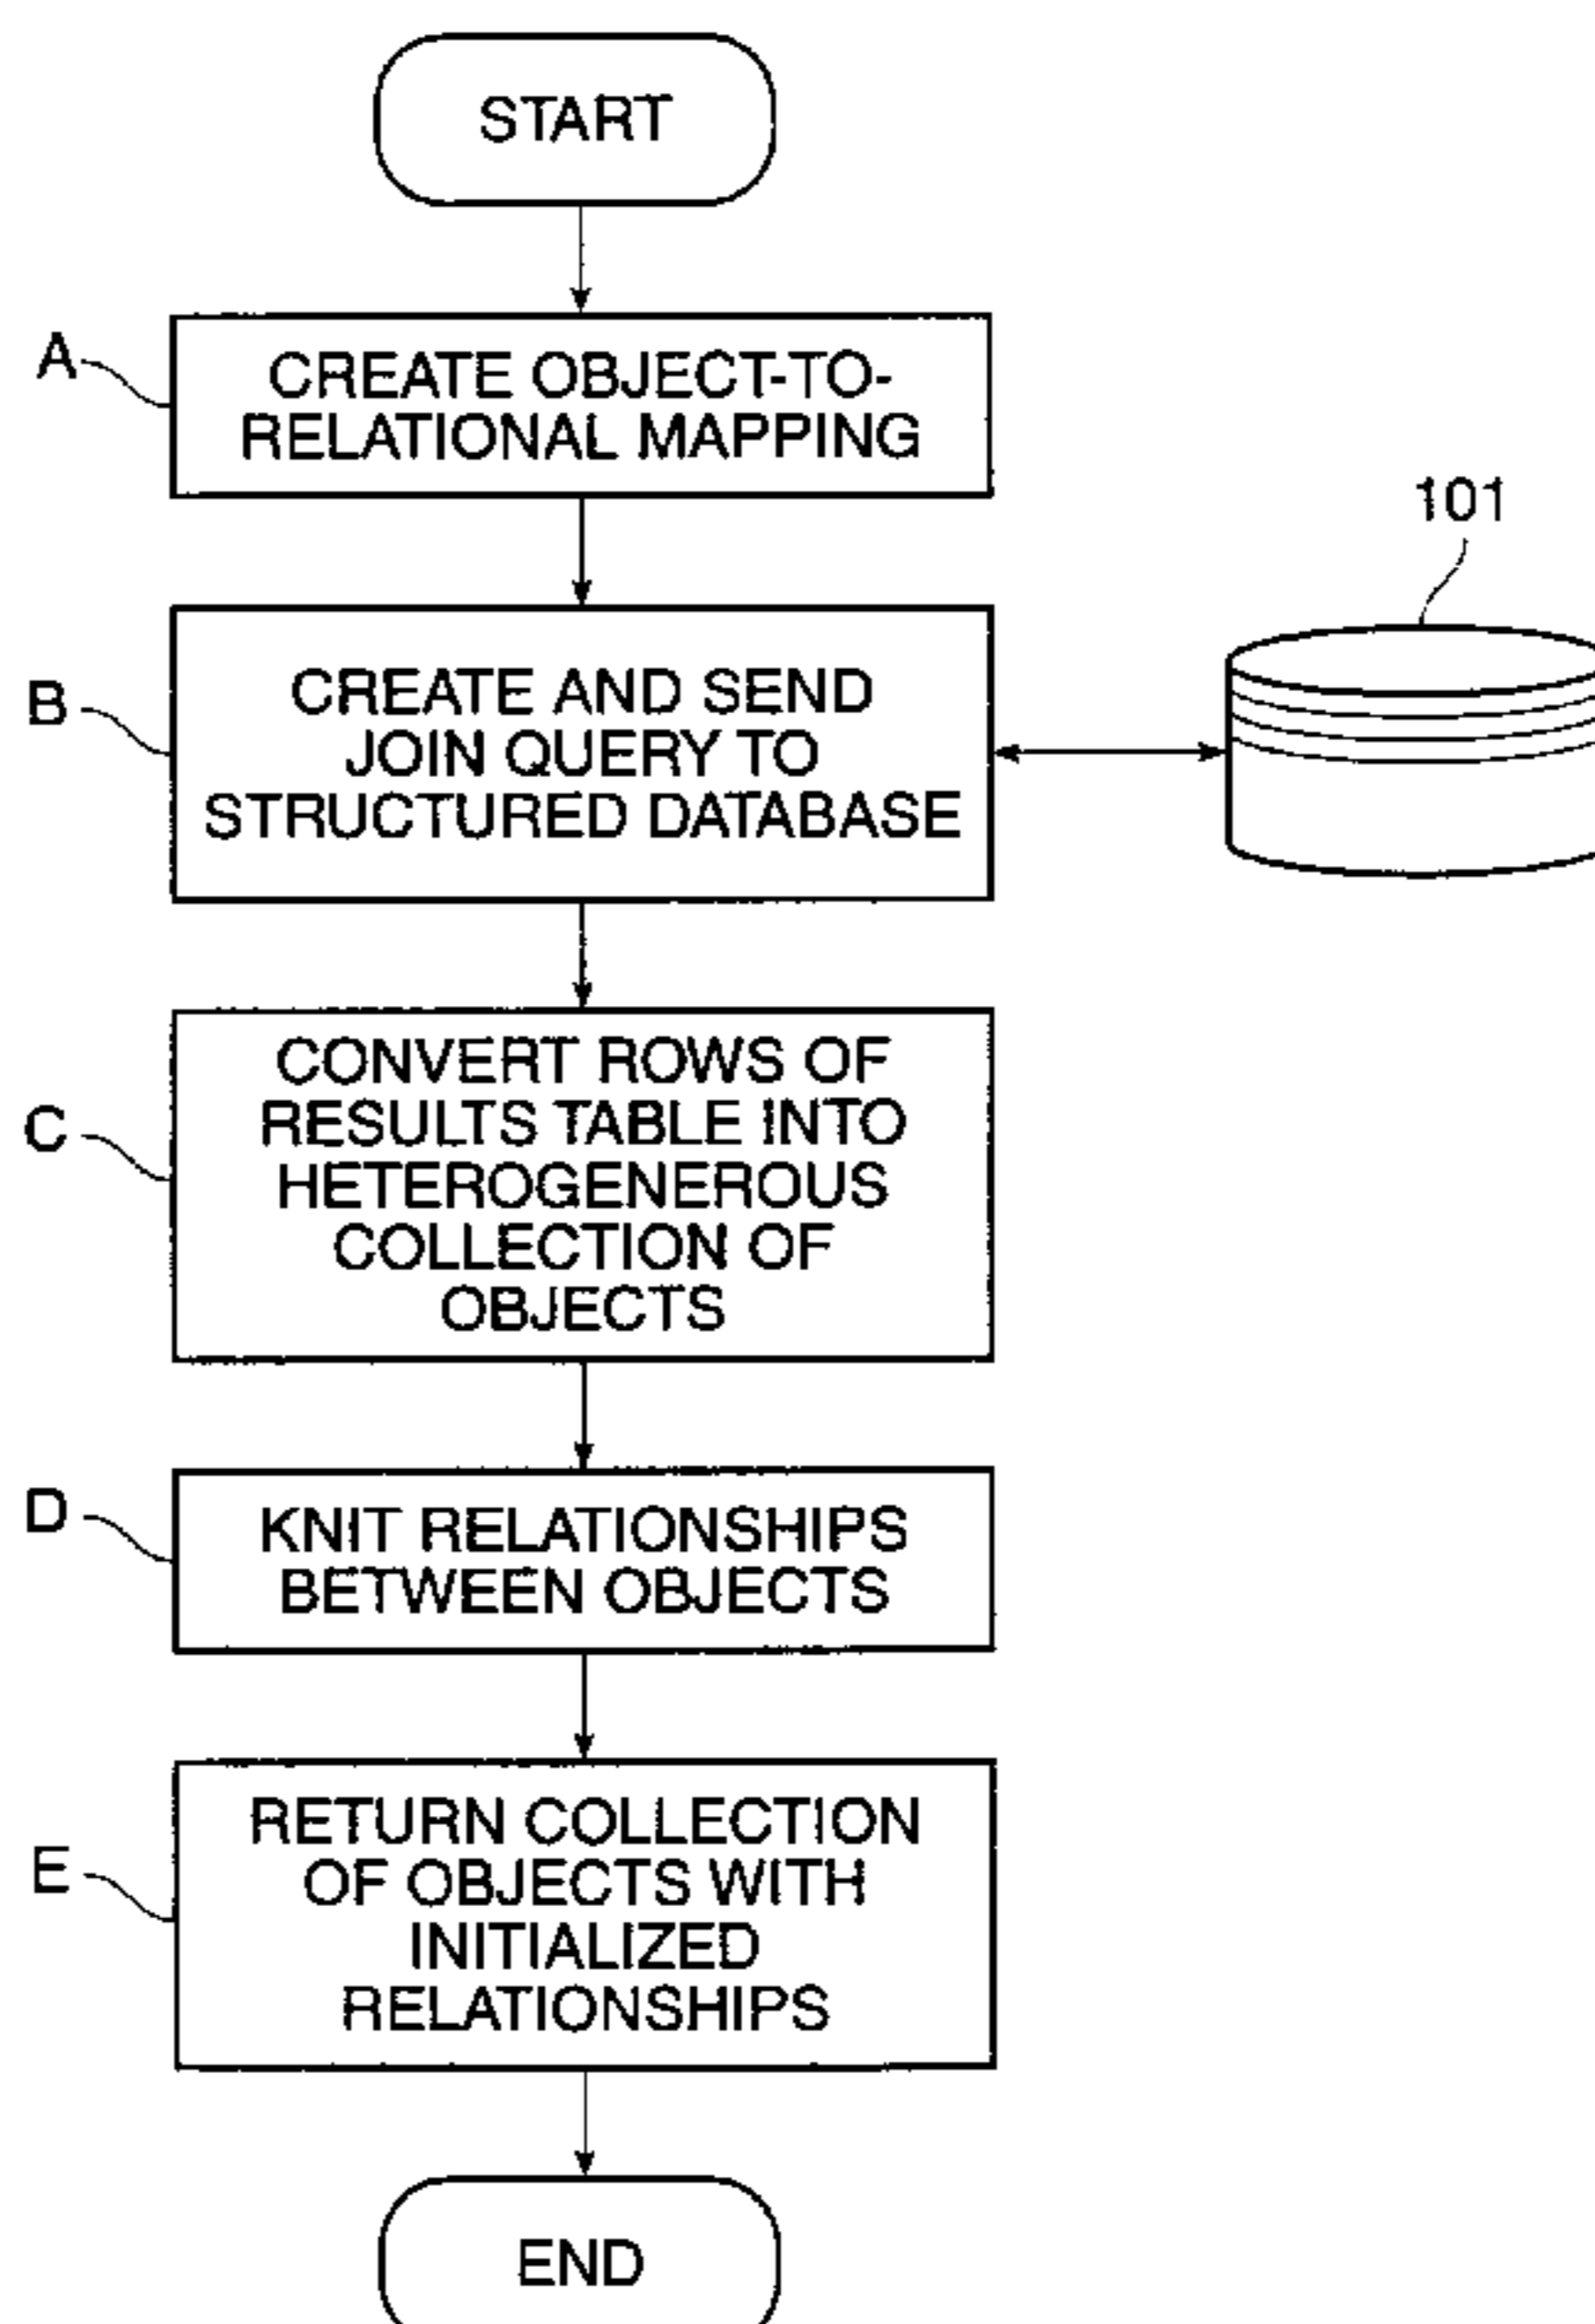 START
A
CREATE OBJECT-TO-
RELATIONAL MAPPING
101
B
CREATE AND SEND
JOIN QUERY TO
STRUCTURED DATABASE
C
CONVERT ROWS OF
RESULTS TABLE INTO
HETEROGENEROUS
COLLECTION OF
OBJECTS
D
KNIT RELATIONSHIPS
BETWEEN OBJECTS
E
RETURN COLLECTION
OF OBJECTS WITH
INITIALIZED
RELATIONSHIPS
END